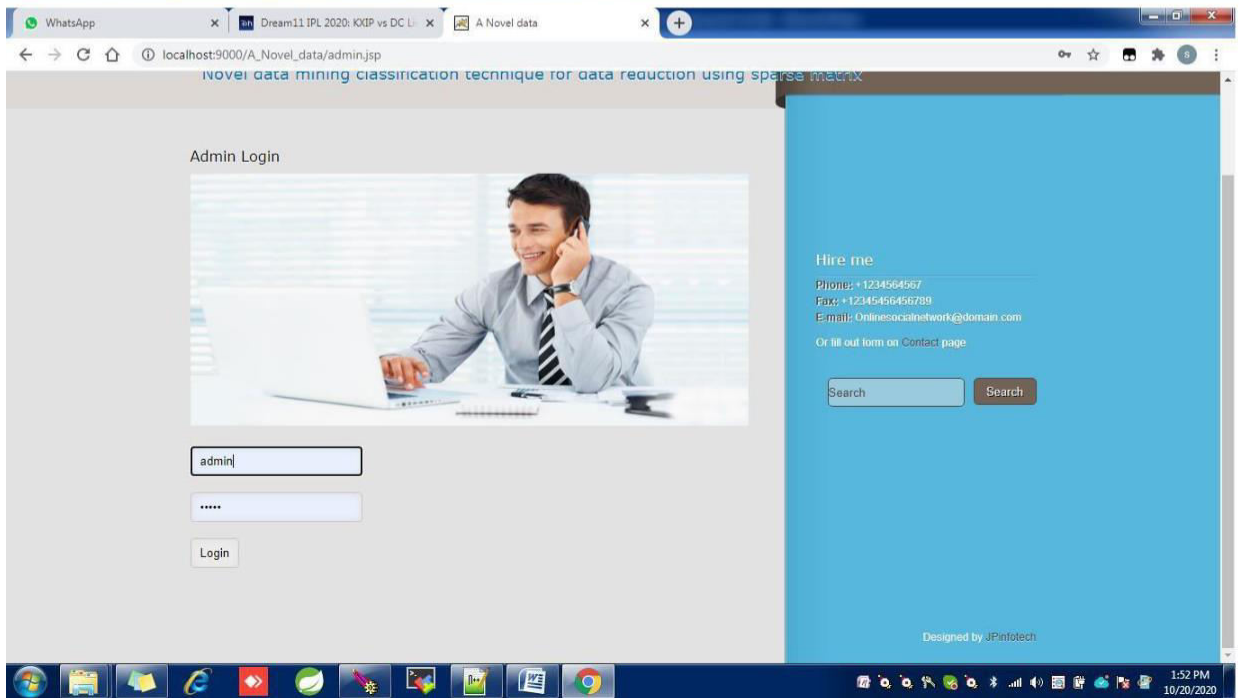 WhatsApp
Dream11 IPL 2020: KXIP vs DC Li
A Novel data
localhost:9000/A_Novel_data/admin.jsp
Novel data mining classification technique for data reduction using sparse matrix
Admin Login
Hire me
Phone: +1234564567
Fax: +12345456456789
E-mail: Onlinesocialnetwork@domain.com
Or fill out form on Contact page
Search
Search
admin
•••••
Login
Designed by JPinfotech
1:52 PM
10/20/2020